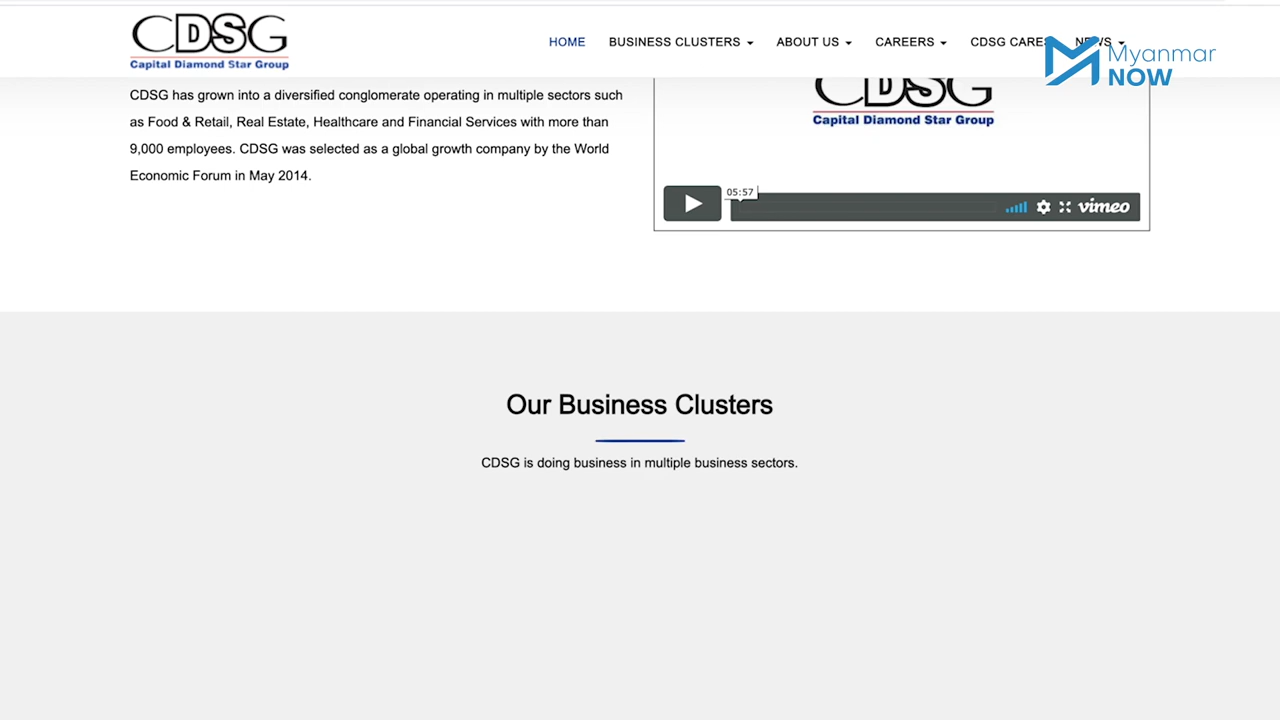 CDSG
Capital Diamond Star Group
HOME BUSINESS CLUSTERS ABOUT US CAREERS CDSG CARES NEWS
Myanmar
NOW
CDSG has grown into a diversified conglomerate operating in multiple sectors such
as Food & Retail, Real Estate, Healthcare and Financial Services with more than
9,000 employees. CDSG was selected as a global growth company by the World
Economic Forum in May 2014.
CDSG
Capital Diamond Star Group
05:57
vimeo
Our Business Clusters
CDSG is doing business in multiple business sectors.